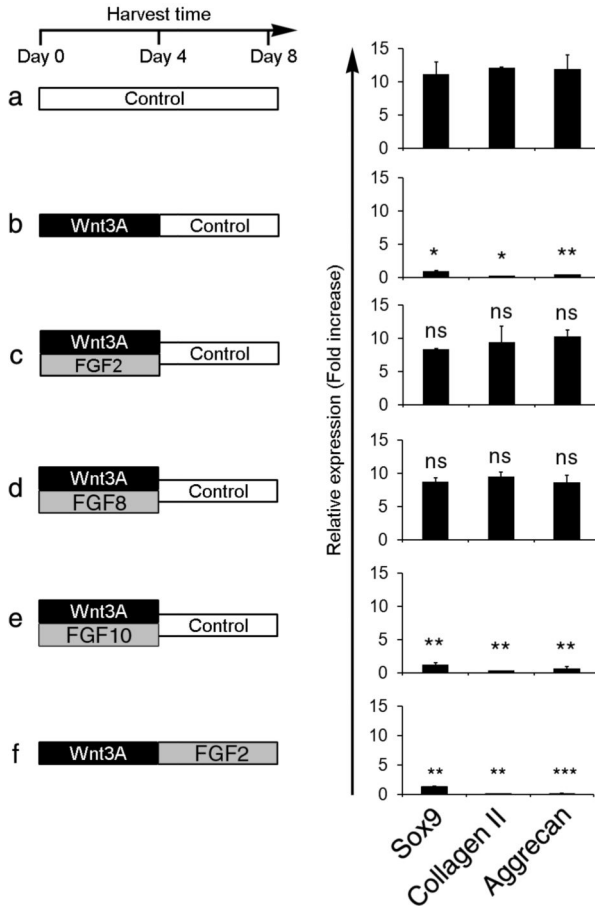 Harvest time
Day 0 Day 4 Day 8
a Control
15
10
5
0
b Wnt3A Control
15
10
5
0
* * **
c Wnt3A
FGF2 Control
15
10
5
0
ns ns ns
d Wnt3A
FGF8 Control
15
10
5
0
ns ns ns
e Wnt3A
FGF10 Control
15
10
5
0
** ** **
f Wnt3A FGF2
15
10
5
0
** ** ***
Relative expression (Fold increase)
Sox9 Collagen II Aggrecan